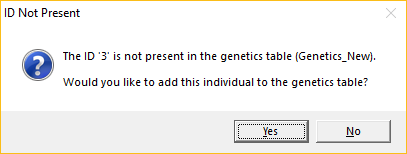 ID Not Present
The ID '3' is not present in the genetics table (Genetics_New).
Would you like to add this individual to the genetics table?
Yes
No